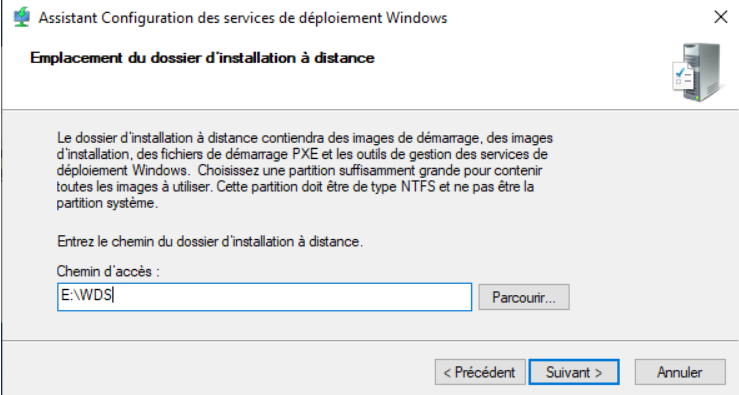 Assistant Configuration des services de déploiement Windows
Emplacement du dossier d'installation à distance
Le dossier d'installation à distance contiendra des images de démarrage, des images
d'installation, des fichiers de démarrage PXE et les outils de gestion des services de
déploiement Windows.  Choisissez une partition suffisamment grande pour contenir
toutes les images à utiliser. Cette partition doit être de type NTFS et ne pas être la
partition système.
Entrez le chemin du dossier d'installation à distance.
Chemin d'accès :
E:\WDS
Parcourir...
< Précédent
Suivant >
Annuler